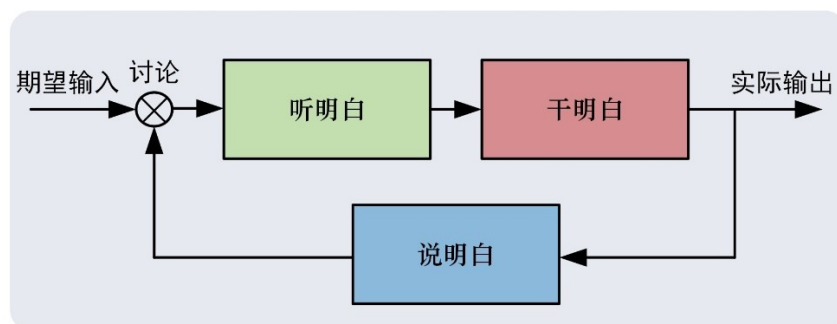 期望输入
讨论
听明白
干明白
实际输出
说明白